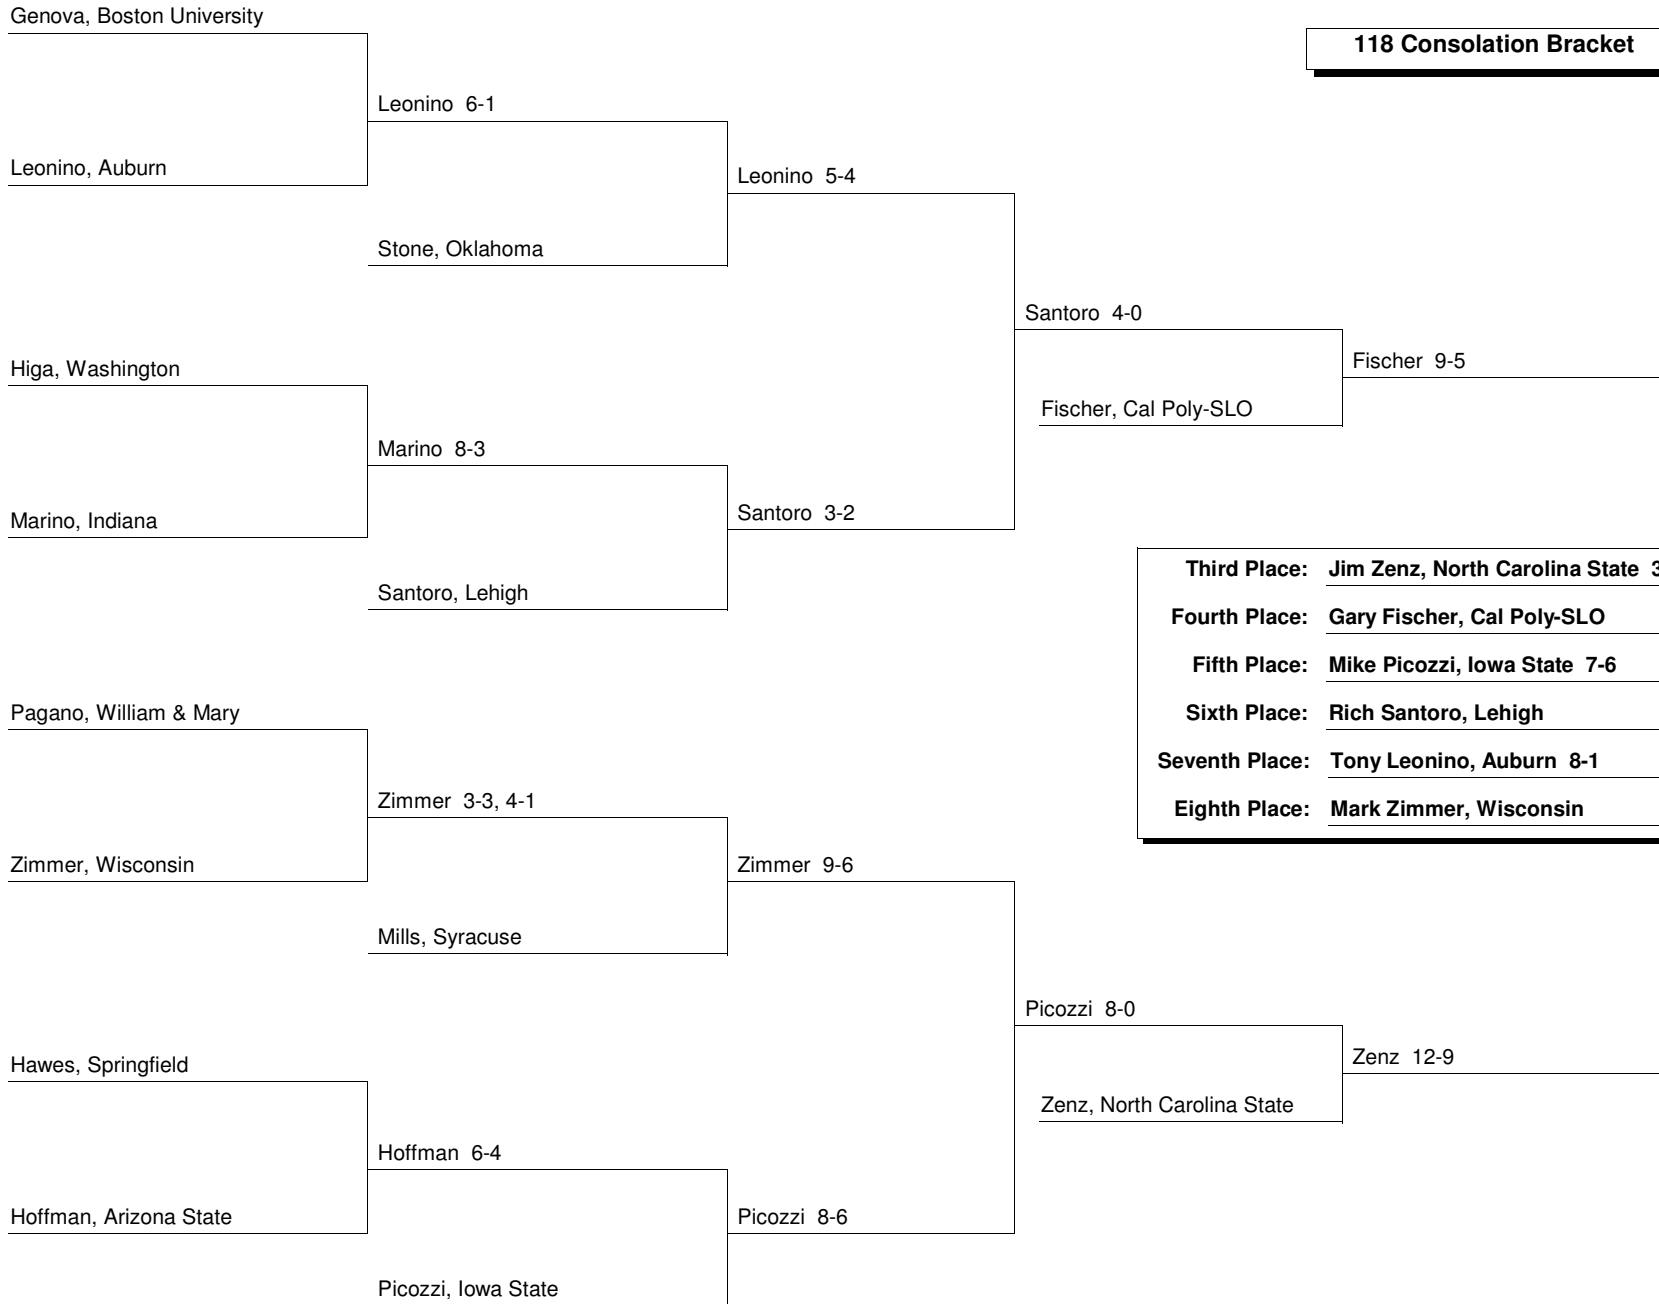 Genova, Boston University
118 Consolation Bracket
Leonino 6-1
Leonino, Auburn
Leonino 5-4
Stone, Oklahoma
Santoro 4-0
Higa, Washington
Fischer 9-5
Fischer, Cal Poly-SLO
Marino 8-3
Marino, Indiana
Santoro 3-2
Santoro, Lehigh
Third Place: Jim Zenz, North Carolina State 3
Fourth Place: Gary Fischer, Cal Poly-SLO
Fifth Place: Mike Picozzi, Iowa State 7-6
Sixth Place: Rich Santoro, Lehigh
Seventh Place: Tony Leonino, Auburn 8-1
Eighth Place: Mark Zimmer, Wisconsin
Pagano, William & Mary
Zimmer 3-3, 4-1
Zimmer, Wisconsin
Zimmer 9-6
Mills, Syracuse
Picozzi 8-0
Hawes, Springfield
Zenz 12-9
Zenz, North Carolina State
Hoffman 6-4
Hoffman, Arizona State
Picozzi 8-6
Picozzi, Iowa State